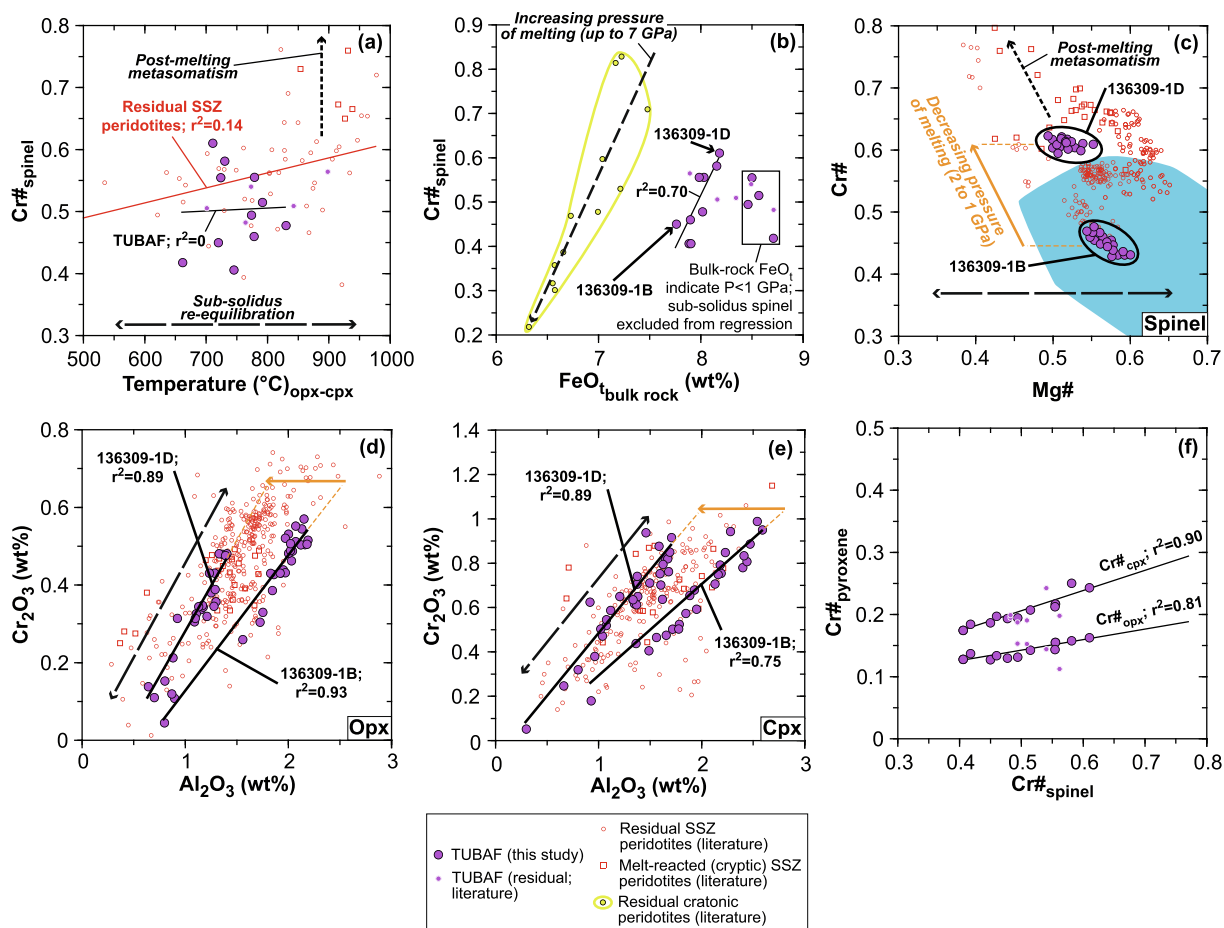 (a)
Post-melting
metasomatism
Residual SSZ
peridotites; r²=0.14
TUBAF; r²=0
Sub-solidus
re-equilibration
Cr#spinel
0.8
0.7
0.6
0.5
0.4
0.3
500
600
700
800
900
1000
Temperature (°C)opx-cpx
(b)
Increasing pressure
of melting (up to 7 GPa)
136309-1D
r²=0.70
136309-1B
Bulk-rock FeOt
indicate P<1 GPa;
sub-solidus spinel
excluded from regression
Cr#spinel
0.9
0.8
0.7
0.6
0.5
0.4
0.3
0.2
6
7
8
9
FeOt bulk rock (wt%)
(c)
Post-melting
metasomatism
136309-1D
Decreasing pressure
of melting (2 to 1 GPa)
136309-1B
Spinel
Cr#
0.8
0.7
0.6
0.5
0.4
0.3
0.3
0.4
0.5
0.6
0.7
Mg#
(d)
136309-1D;
r²=0.89
136309-1B;
r²=0.93
Opx
Cr₂O₃ (wt%)
0.8
0.6
0.4
0.2
0
0
1
2
3
Al₂O₃ (wt%)
(e)
136309-1D;
r²=0.89
136309-1B;
r²=0.75
Cpx
Cr₂O₃ (wt%)
1.4
1.2
1
0.8
0.6
0.4
0.2
0
0
1
2
3
Al₂O₃ (wt%)
(f)
Cr#cpx; r²=0.90
Cr#opx; r²=0.81
Cr#pyroxene
0.5
0.4
0.3
0.2
0.1
0
0.3
0.4
0.5
0.6
0.7
0.8
Cr#spinel
TUBAF (this study)
TUBAF (residual;
literature)
Residual SSZ
peridotites (literature)
Melt-reacted (cryptic) SSZ
peridotites (literature)
Residual cratonic
peridotites (literature)